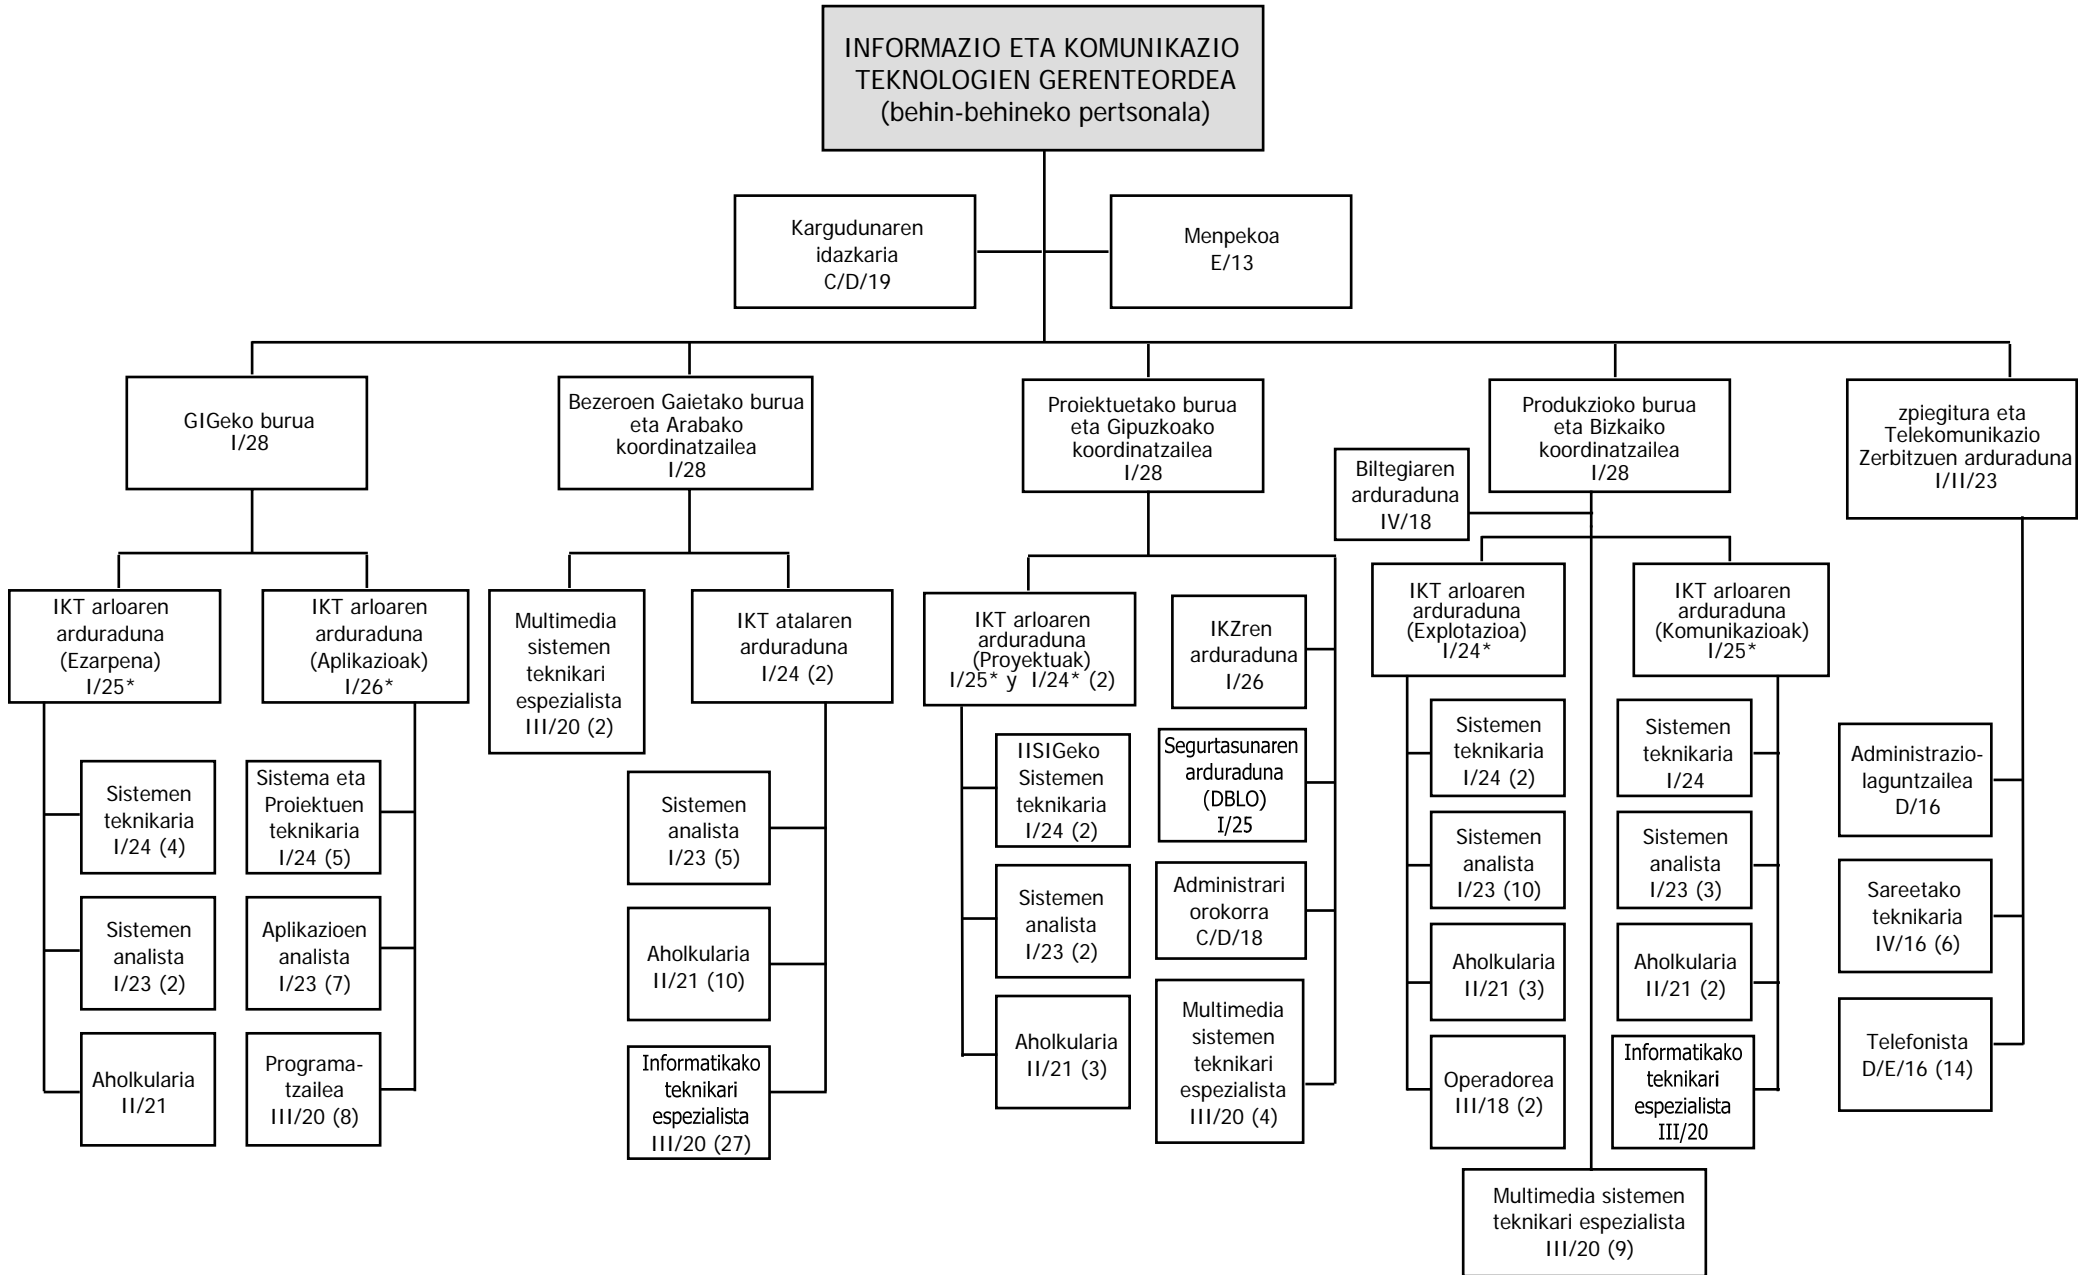 INFORMAZIO ETA KOMUNIKAZIO
TEKNOLOGIEN GERENTEORDEA
(behin-behineko pertsonala)
Kargudunaren
idazkaria
C/D/19
Menpekoa
E/13
GIGeko burua
I/28
Bezeroen Gaietako burua
eta Arabako
koordinatzailea
I/28
Proiektuetako burua
eta Gipuzkoako
koordinatzailea
I/28
Produkzioko burua
eta Bizkaiko
koordinatzailea
I/28
zpiegitura eta
Telekomunikazio
Zerbitzuen arduraduna
I/II/23
Biltegiaren
arduraduna
IV/18
IKT arloaren
arduraduna
(Ezarpena)
I/25*
IKT arloaren
arduraduna
(Aplikazioak)
I/26*
Multimedia
sistemen
teknikari
espezialista
III/20 (2)
IKT atalaren
arduraduna
I/24 (2)
IKT arloaren
arduraduna
(Proyektuak)
I/25* y I/24* (2)
IKZren
arduraduna
I/26
IKT arloaren
arduraduna
(Explotazioa)
I/24*
IKT arloaren
arduraduna
(Komunikazioak)
I/25*
Sistemen
teknikaria
I/24 (4)
Sistemen
analista
I/23 (2)
Aholkularia
II/21
Sistema eta
Proiektuen
teknikaria
I/24 (5)
Aplikazioen
analista
I/23 (7)
Programa-
tzailea
III/20 (8)
Sistemen
analista
I/23 (5)
Aholkularia
II/21 (10)
Informatikako
teknikari
espezialista
III/20 (27)
IISIGeko
Sistemen
teknikaria
I/24 (2)
Sistemen
analista
I/23 (2)
Aholkularia
II/21 (3)
Segurtasunaren
arduraduna
(DBLO)
I/25
Administrari
orokorra
C/D/18
Multimedia
sistemen
teknikari
espezialista
III/20 (4)
Sistemen
teknikaria
I/24 (2)
Sistemen
analista
I/23 (10)
Aholkularia
II/21 (3)
Operadorea
III/18 (2)
Sistemen
teknikaria
I/24
Sistemen
analista
I/23 (3)
Aholkularia
II/21 (2)
Informatikako
teknikari
espezialista
III/20
Multimedia sistemen
teknikari espezialista
III/20 (9)
Administrazio-
laguntzailea
D/16
Sareetako
teknikaria
IV/16 (6)
Telefonista
D/E/16 (14)